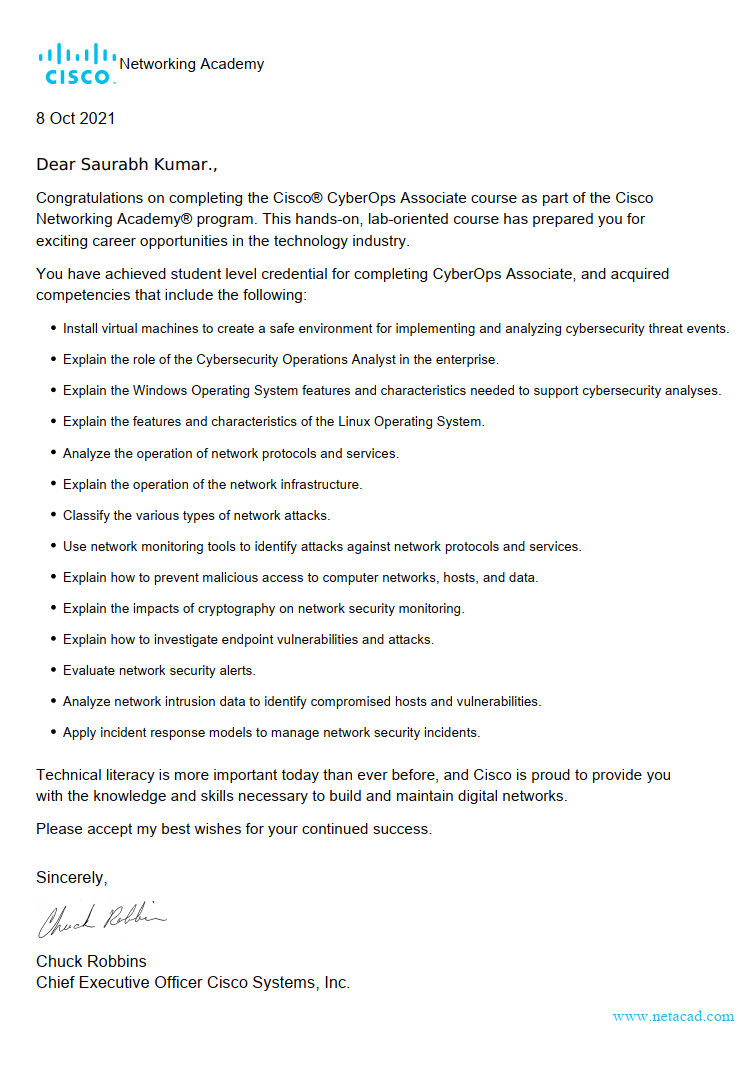 CISCO Networking Academy
8 Oct 2021
Dear Saurabh Kumar.,
Congratulations on completing the Cisco® CyberOps Associate course as part of the Cisco
Networking Academy® program. This hands-on, lab-oriented course has prepared you for
exciting career opportunities in the technology industry.
You have achieved student level credential for completing CyberOps Associate, and acquired
competencies that include the following:
• Install virtual machines to create a safe environment for implementing and analyzing cybersecurity threat events.
• Explain the role of the Cybersecurity Operations Analyst in the enterprise.
• Explain the Windows Operating System features and characteristics needed to support cybersecurity analyses.
• Explain the features and characteristics of the Linux Operating System.
• Analyze the operation of network protocols and services.
• Explain the operation of the network infrastructure.
• Classify the various types of network attacks.
• Use network monitoring tools to identify attacks against network protocols and services.
• Explain how to prevent malicious access to computer networks, hosts, and data.
• Explain the impacts of cryptography on network security monitoring.
• Explain how to investigate endpoint vulnerabilities and attacks.
• Evaluate network security alerts.
• Analyze network intrusion data to identify compromised hosts and vulnerabilities.
• Apply incident response models to manage network security incidents.
Technical literacy is more important today than ever before, and Cisco is proud to provide you
with the knowledge and skills necessary to build and maintain digital networks.
Please accept my best wishes for your continued success.
Sincerely,
Chuck Robbins
Chuck Robbins
Chief Executive Officer Cisco Systems, Inc.
www.netacad.com